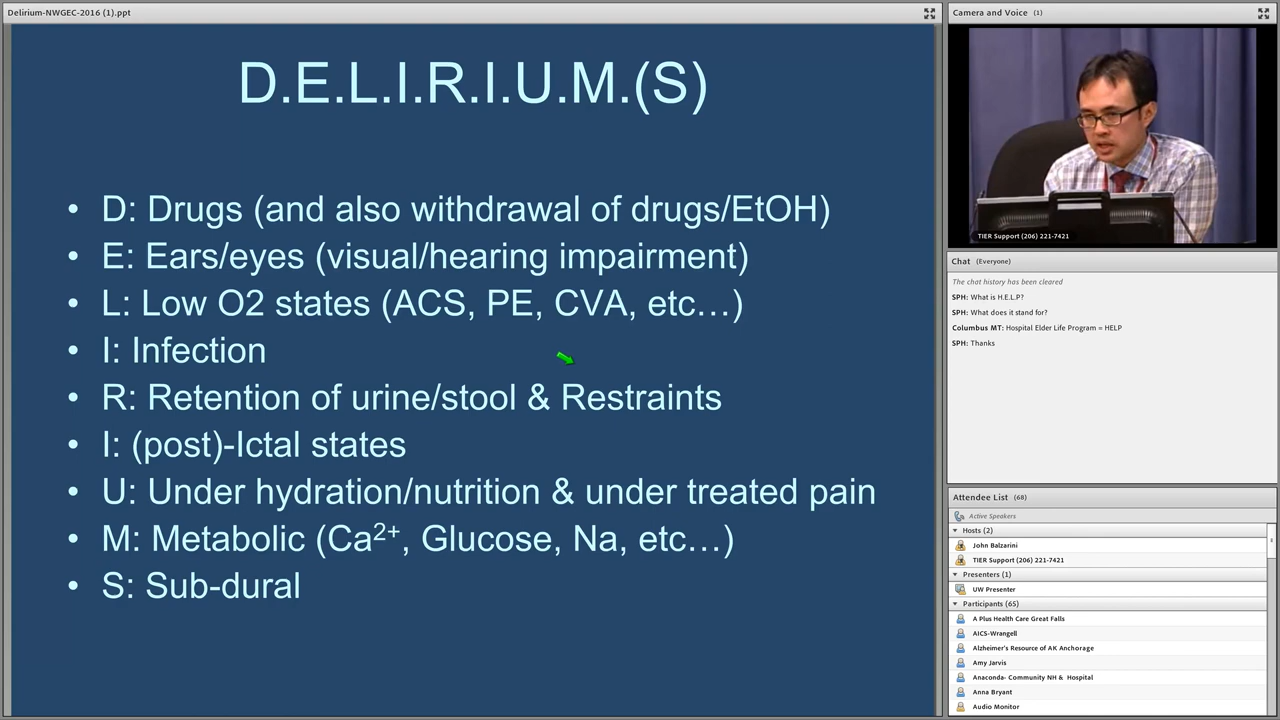 Delirium-NWGEC-2016 (1).ppt
D.E.L.I.R.I.U.M.(S)
• D: Drugs (and also withdrawal of drugs/EtOH)
• E: Ears/eyes (visual/hearing impairment)
• L: Low O2 states (ACS, PE, CVA, etc…)
• I: Infection
• R: Retention of urine/stool & Restraints
• I: (post)-Ictal states
• U: Under hydration/nutrition & under treated pain
• M: Metabolic (Ca²⁺, Glucose, Na, etc…)
• S: Sub-dural
Camera and Voice (1)
TIER Support (206) 221-7421
Chat (Everyone)
The chat history has been cleared
SPH: What is H.E.L.P?
SPH: What does it stand for?
Columbus MT: Hospital Elder Life Program = HELP
SPH: Thanks
Attendee List (68)
Active Speakers
Hosts (2)
John Balzarini
TIER Support (206) 221-7421
Presenters (1)
UW Presenter
Participants (65)
A Plus Health Care Great Falls
AICS-Wrangell
Alzheimer's Resource of AK Anchorage
Amy Jarvis
Anaconda- Community NH & Hospital
Anna Bryant
Audio Monitor